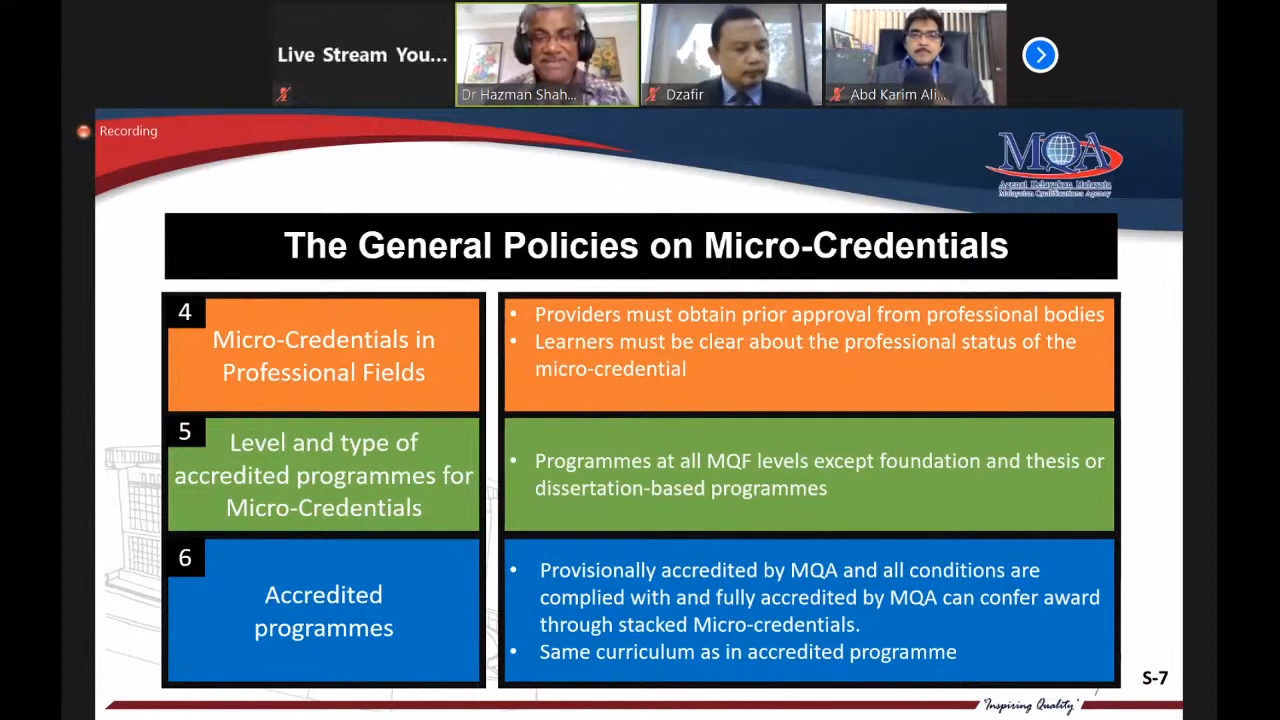 Live Stream You...
Dr Hazman Shah...
Dzafir
Abd Karim Ali...
Recording
MQA
Agensi Kelayakan Malaysia
Malaysian Qualifications Agency
The General Policies on Micro-Credentials
4
Micro-Credentials in
Professional Fields
• Providers must obtain prior approval from professional bodies
• Learners must be clear about the professional status of the
micro-credential
5
Level and type of
accredited programmes for
Micro-Credentials
• Programmes at all MQF levels except foundation and thesis or
dissertation-based programmes
6
Accredited
programmes
• Provisionally accredited by MQA and all conditions are
complied with and fully accredited by MQA can confer award
through stacked Micro-credentials.
• Same curriculum as in accredited programme
S-7
'Inspiring Quality'